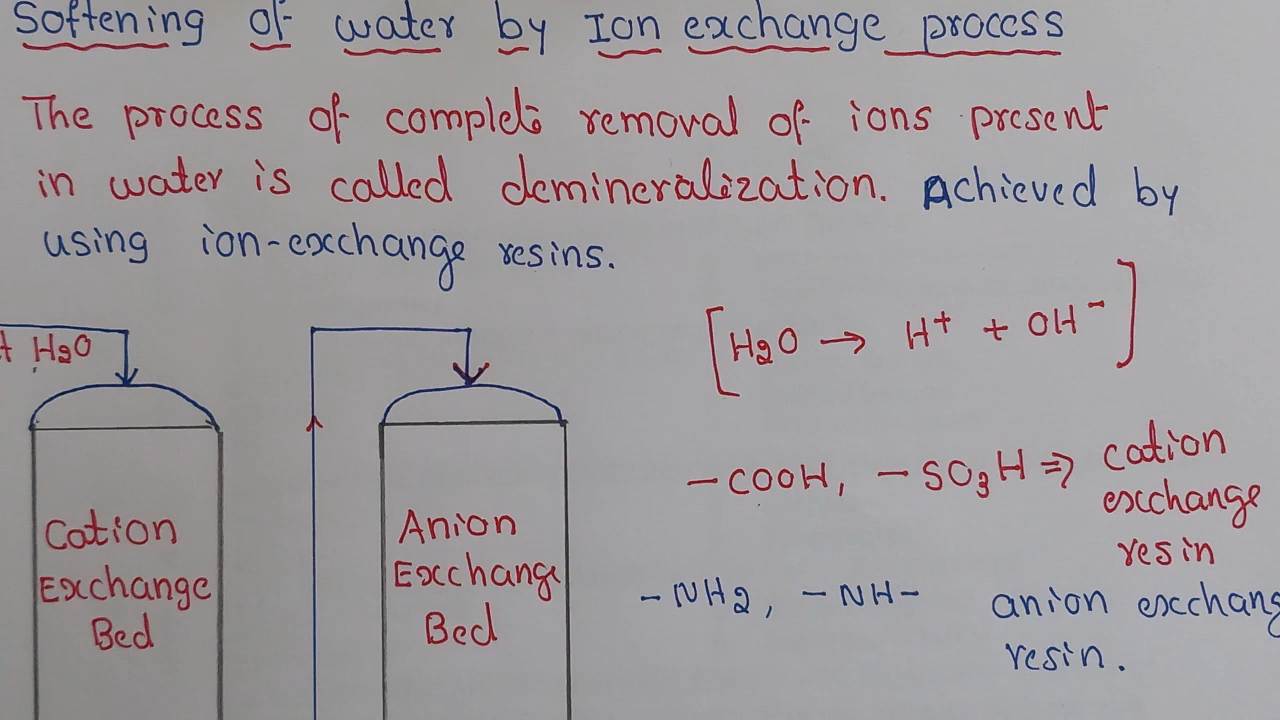 Softening of water by Ion exchange process
The process of complete removal of ions present
in water is called demineralization. Achieved by
using ion-exchange resins.
[H2O → H+ + OH-]
+ H2O
-COOH, -SO3H ⇒ cation
exchange
resin
Cation
Exchange
Bed
Anion
Exchange
Bed
-NH2, -NH- anion exchang
resin.